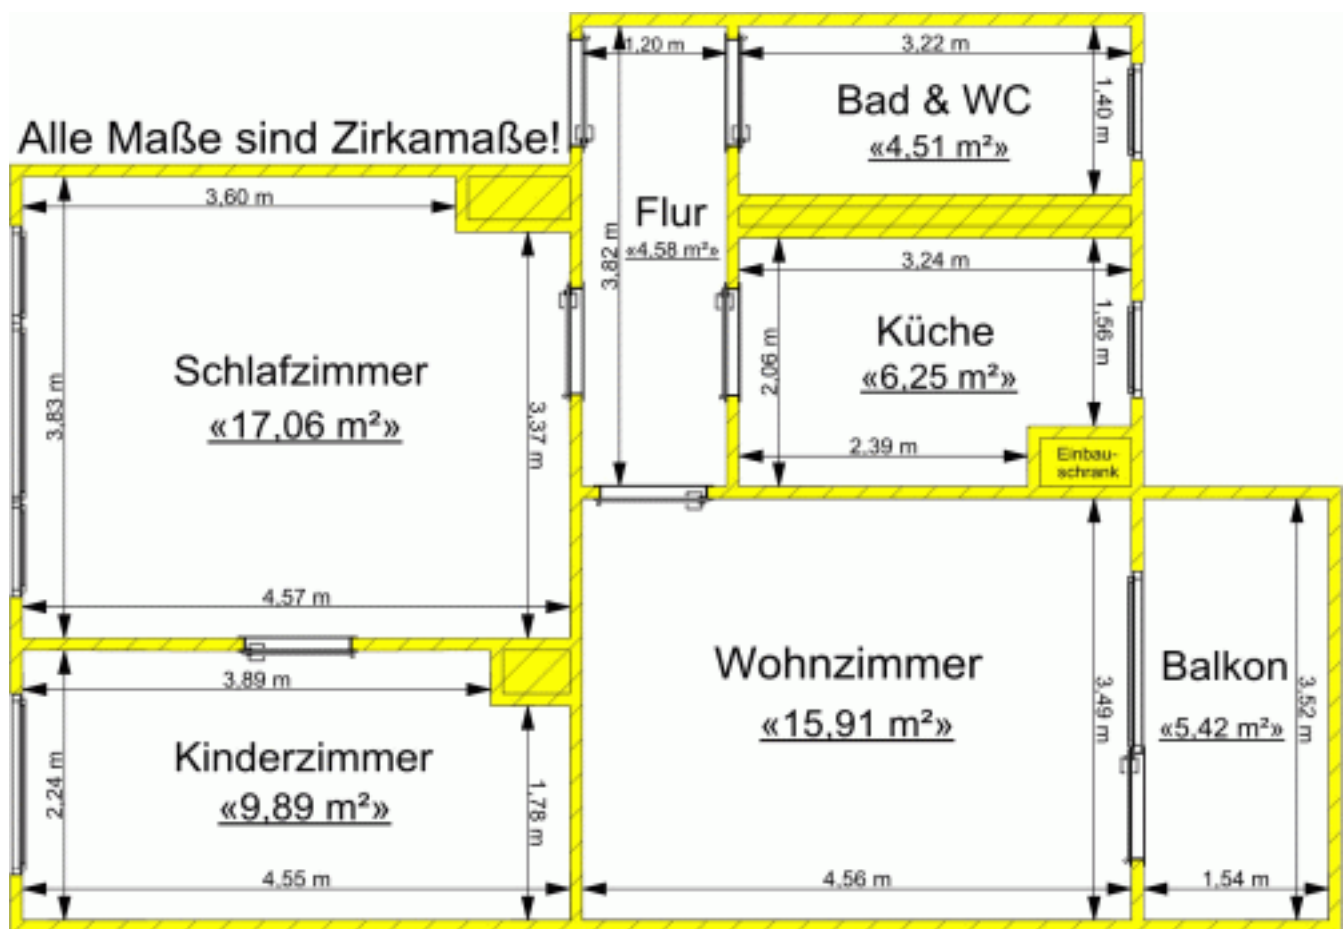 1,20 m
3,22 m
Bad & WC
«4,51 m²»
1,40 m
Alle Maße sind Zirkamaße!
3,60 m
Flur
«4,58 m²»
3,82 m
3,24 m
Küche
«6,25 m²»
1,56 m
2,06 m
2,39 m
Einbau-
schrank
Schlafzimmer
«17,06 m²»
3,83 m
3,37 m
4,57 m
3,89 m
Kinderzimmer
«9,89 m²»
2,24 m
1,78 m
4,55 m
Wohnzimmer
«15,91 m²»
3,49 m
4,56 m
Balkon
«5,42 m²»
3,52 m
1,54 m